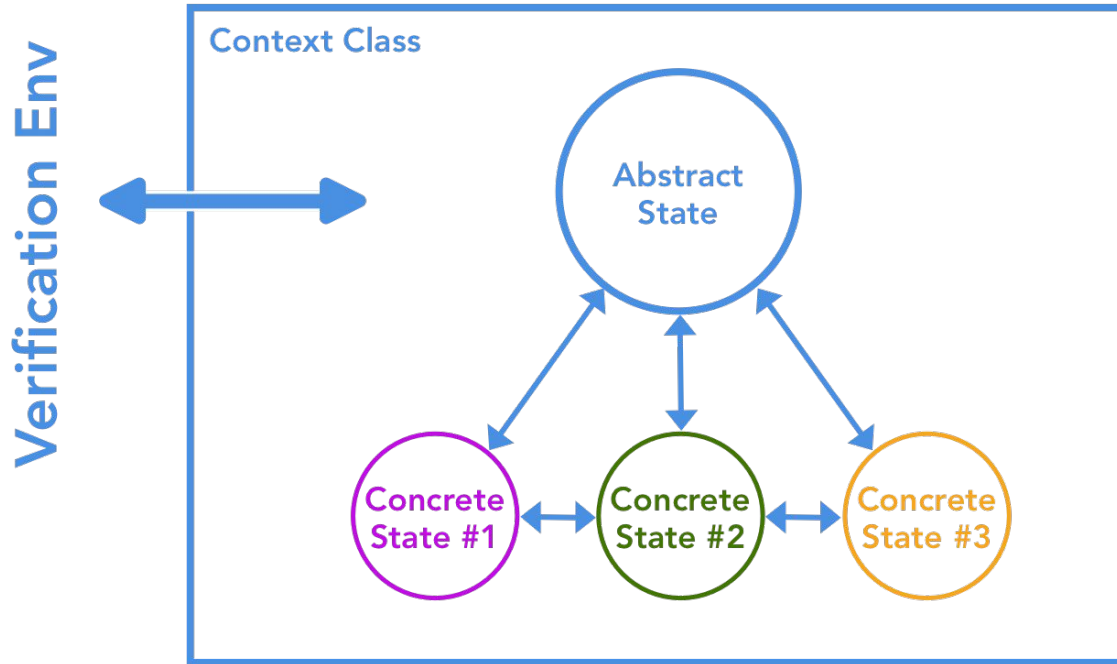 Verification Env
Context Class
Abstract
State
Concrete
State #1
Concrete
State #2
Concrete
State #3